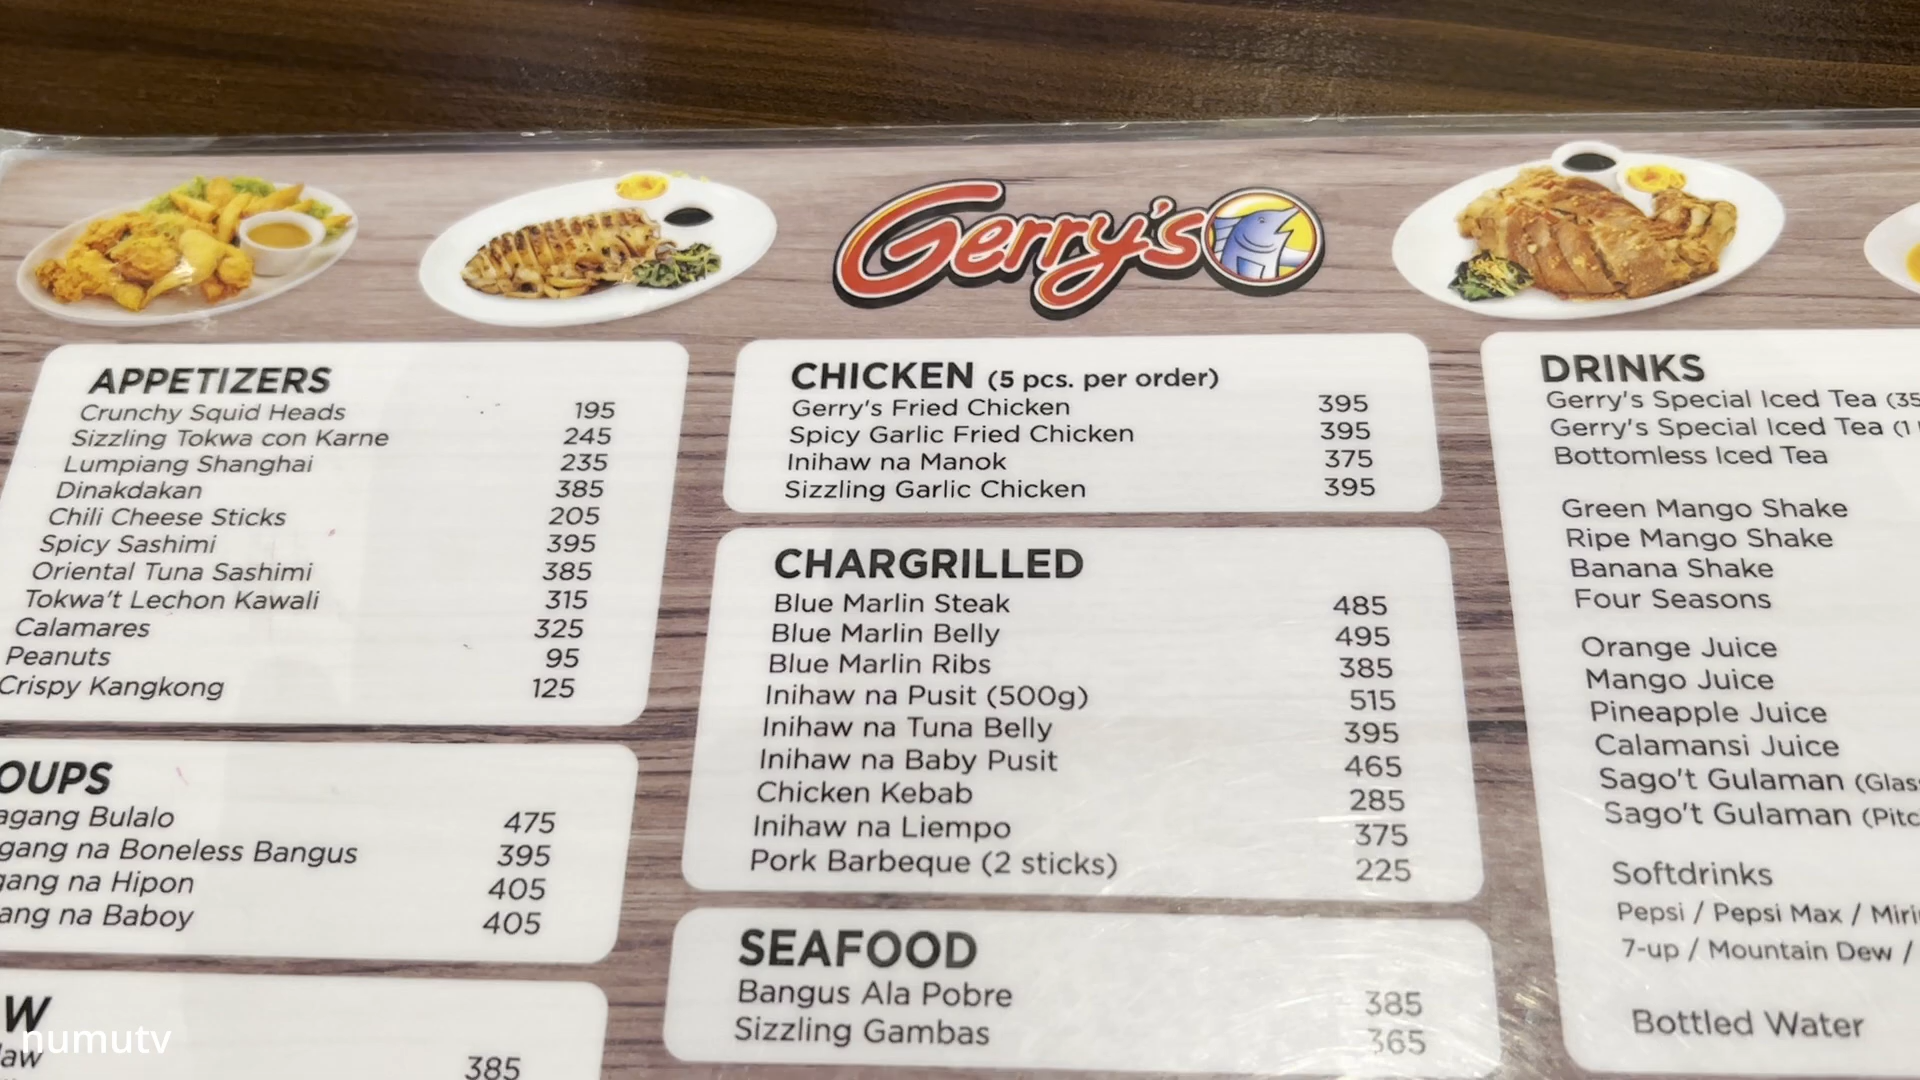 Gerry's
APPETIZERS
Crunchy Squid Heads 195
Sizzling Tokwa con Karne 245
Lumpiang Shanghai 235
Dinakdakan 385
Chili Cheese Sticks 205
Spicy Sashimi 395
Oriental Tuna Sashimi 385
Tokwa't Lechon Kawali 315
Calamares 325
Peanuts 95
Crispy Kangkong 125
OUPS
agang Bulalo 475
gang na Boneless Bangus 395
gang na Hipon 405
ang na Baboy 405
W
law 385
CHICKEN (5 pcs. per order)
Gerry's Fried Chicken 395
Spicy Garlic Fried Chicken 395
Inihaw na Manok 375
Sizzling Garlic Chicken 395
CHARGRILLED
Blue Marlin Steak 485
Blue Marlin Belly 495
Blue Marlin Ribs 385
Inihaw na Pusit (500g) 515
Inihaw na Tuna Belly 395
Inihaw na Baby Pusit 465
Chicken Kebab 285
Inihaw na Liempo 375
Pork Barbeque (2 sticks) 225
SEAFOOD
Bangus Ala Pobre 385
Sizzling Gambas 365
DRINKS
Gerry's Special Iced Tea (35
Gerry's Special Iced Tea (1
Bottomless Iced Tea
Green Mango Shake
Ripe Mango Shake
Banana Shake
Four Seasons
Orange Juice
Mango Juice
Pineapple Juice
Calamansi Juice
Sago't Gulaman (Glas
Sago't Gulaman (Pitc
Softdrinks
Pepsi / Pepsi Max / Miri
7-up / Mountain Dew /
Bottled Water
numutv